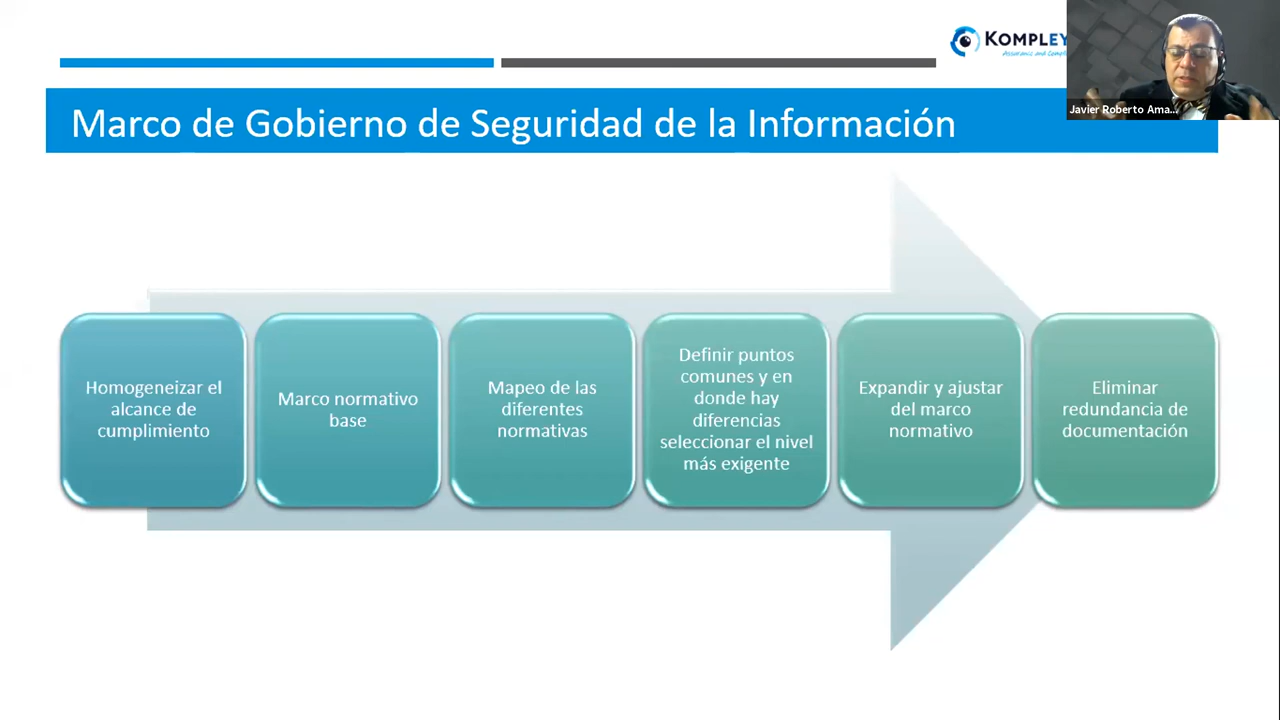 KOMPLEY
Javier Roberto Ama...
Marco de Gobierno de Seguridad de la Información
Homogeneizar el
alcance de
cumplimiento
Marco normativo
base
Mapeo de las
diferentes
normativas
Definir puntos
comunes y en
donde hay
diferencias
seleccionar el nivel
más exigente
Expandir y ajustar
del marco
normativo
Eliminar
redundancia de
documentación